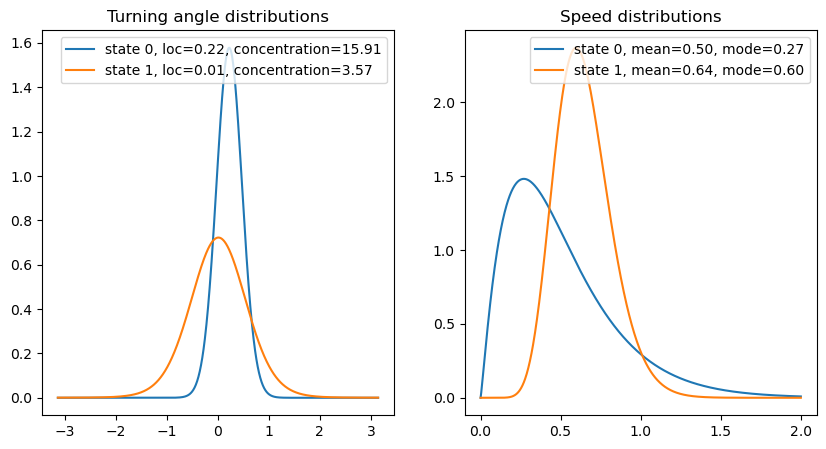 Turning angle distributions
state 0, loc=0.22, concentration=15.91
state 1, loc=0.01, concentration=3.57
1.6
1.4
1.2
1.0
0.8
0.6
0.4
0.2
0.0
−3 −2 −1 0 1 2 3
Speed distributions
state 0, mean=0.50, mode=0.27
state 1, mean=0.64, mode=0.60
2.0
1.5
1.0
0.5
0.0
0.0 0.5 1.0 1.5 2.0